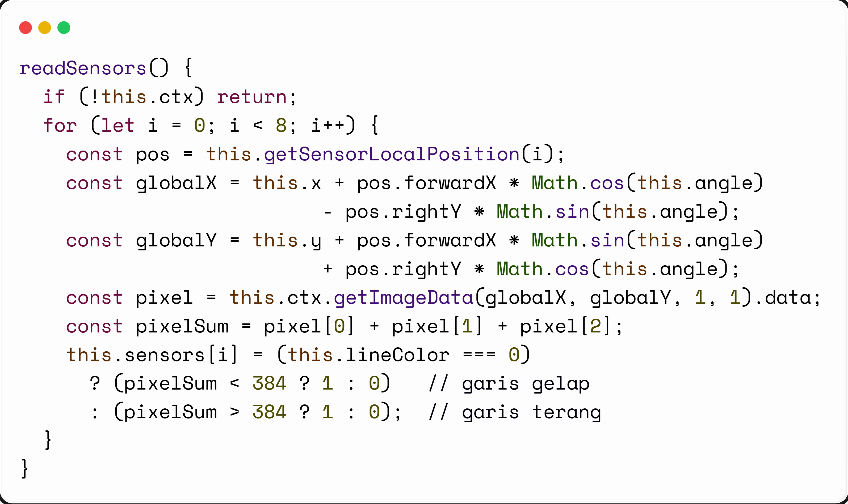 readSensors() {
  if (!this.ctx) return;
  for (let i = 0; i < 8; i++) {
    const pos = this.getSensorLocalPosition(i);
    const globalX = this.x + pos.forwardX * Math.cos(this.angle)
                          - pos.rightY * Math.sin(this.angle);
    const globalY = this.y + pos.forwardX * Math.sin(this.angle)
                          + pos.rightY * Math.cos(this.angle);
    const pixel = this.ctx.getImageData(globalX, globalY, 1, 1).data;
    const pixelSum = pixel[0] + pixel[1] + pixel[2];
    this.sensors[i] = (this.lineColor === 0)
      ? (pixelSum < 384 ? 1 : 0)   // garis gelap
      : (pixelSum > 384 ? 1 : 0);  // garis terang
  }
}